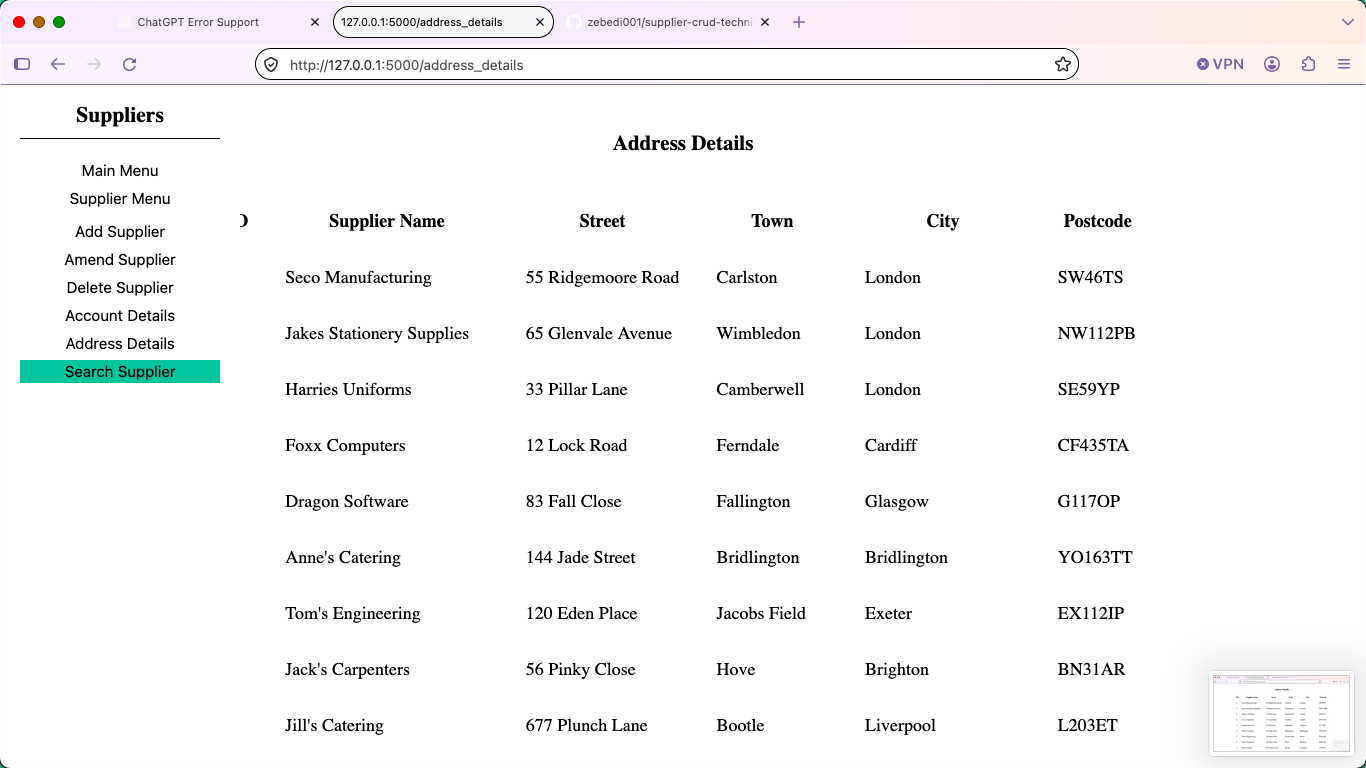 ChatGPT Error Support
127.0.0.1:5000/address_details
zebedi001/supplier-crud-techni
http://127.0.0.1:5000/address_details
VPN
Suppliers
Main Menu
Supplier Menu
Add Supplier
Amend Supplier
Delete Supplier
Account Details
Address Details
Search Supplier
Address Details
Supplier Name Street Town City Postcode
Seco Manufacturing 55 Ridgemoore Road Carlston London SW46TS
Jakes Stationery Supplies 65 Glenvale Avenue Wimbledon London NW112PB
Harries Uniforms 33 Pillar Lane Camberwell London SE59YP
Foxx Computers 12 Lock Road Ferndale Cardiff CF435TA
Dragon Software 83 Fall Close Fallington Glasgow G117OP
Anne's Catering 144 Jade Street Bridlington Bridlington YO163TT
Tom's Engineering 120 Eden Place Jacobs Field Exeter EX112IP
Jack's Carpenters 56 Pinky Close Hove Brighton BN31AR
Jill's Catering 677 Phunch Lane Bootle Liverpool L203ET